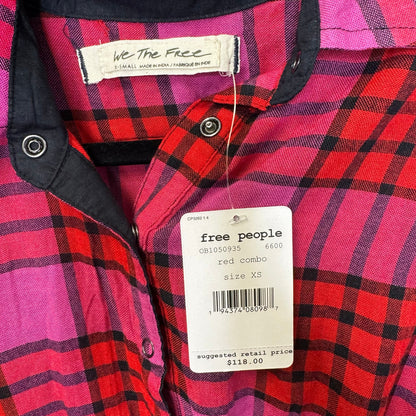 We The Free
X-SMALL MADE IN INDIA / FABRIQUÉ EN INDE
CP3202 1.4
free people
OB1050935 6600
red combo
size XS
1 94374 08098 7
suggested retail price
$118.00